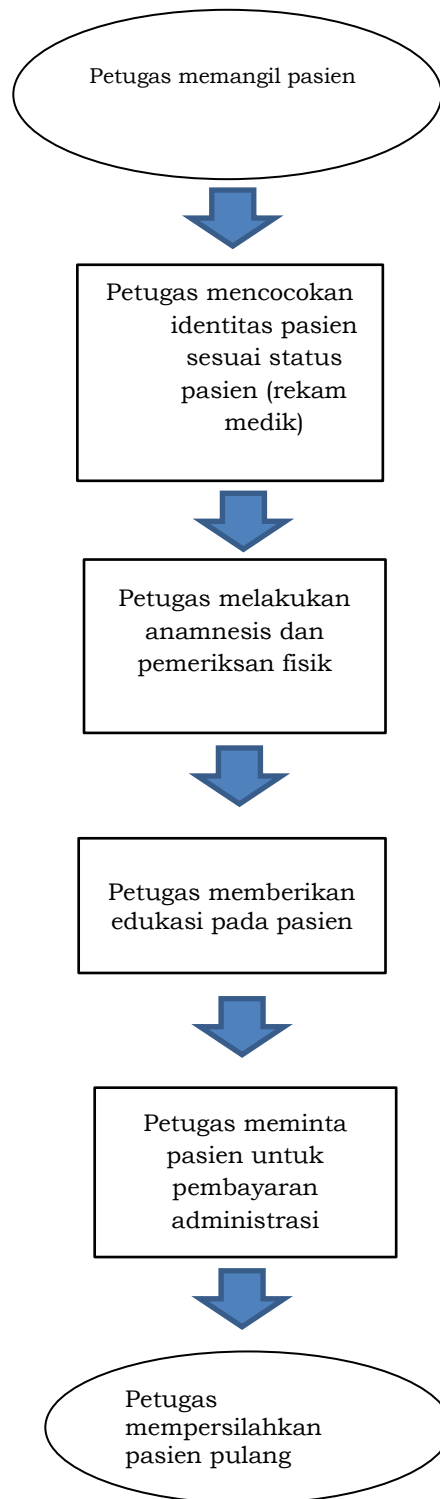 Petugas memangil pasien
Petugas mencocokan
identitas pasien
sesuai status
pasien (rekam
medik)
Petugas melakukan
anamnesis dan
pemeriksan fisik
Petugas memberikan
edukasi pada pasien
Petugas meminta
pasien untuk
pembayaran
administrasi
Petugas
mempersilahkan
pasien pulang